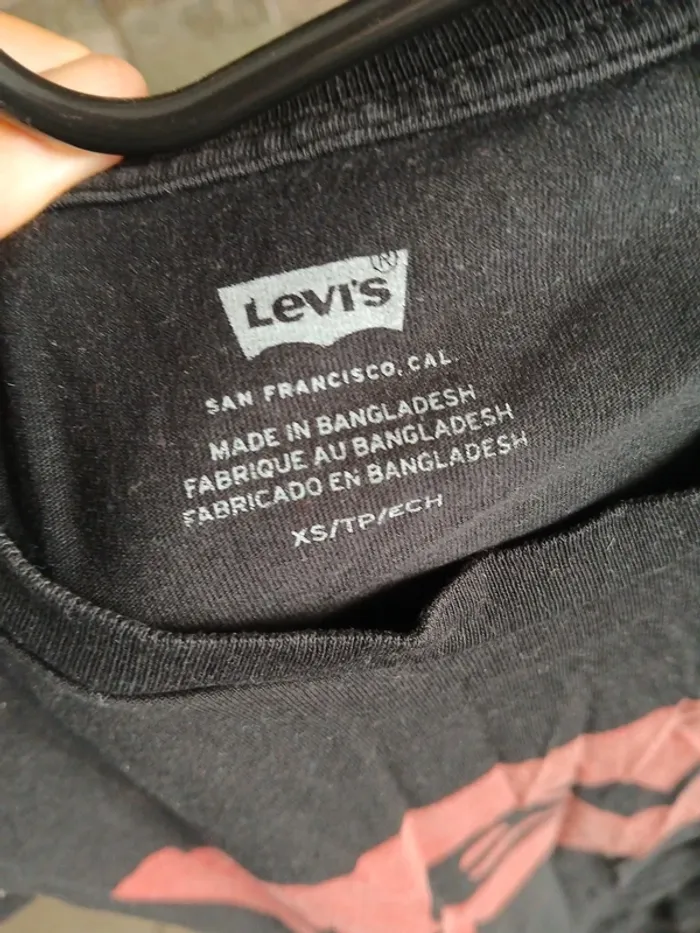 LEVI'S ®
SAN FRANCISCO, CAL.
MADE IN BANGLADESH
FABRIQUE AU BANGLADESH
FABRICADO EN BANGLADESH
XS/TP/ECH